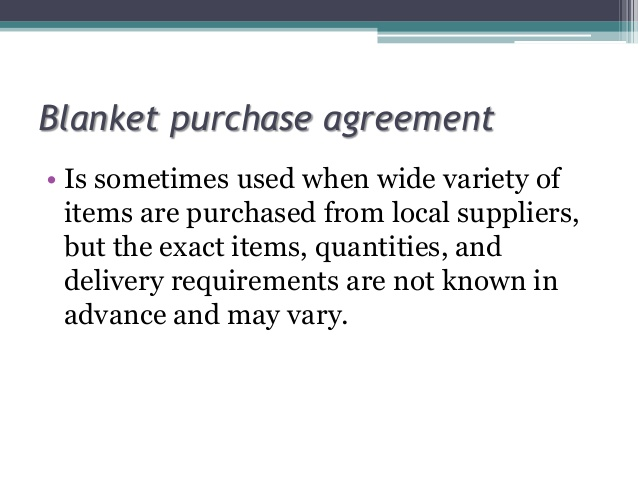 Blanket purchase agreement
• Is sometimes used when wide variety of
items are purchased from local suppliers,
but the exact items, quantities, and
delivery requirements are not known in
advance and may vary.